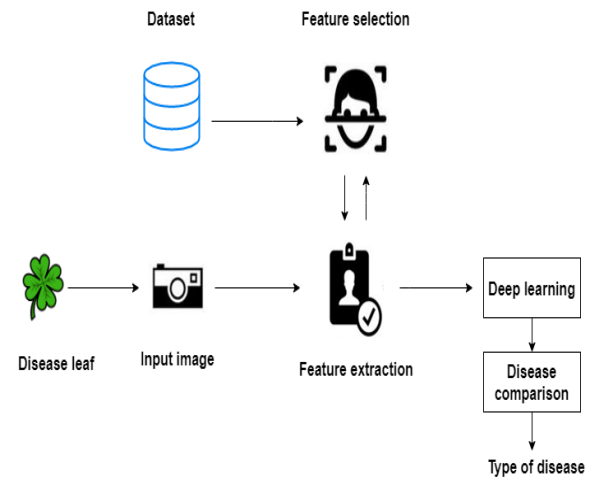 Dataset
Feature selection
Disease leaf
Input image
Feature extraction
Deep learning
Disease
comparison
Type of disease